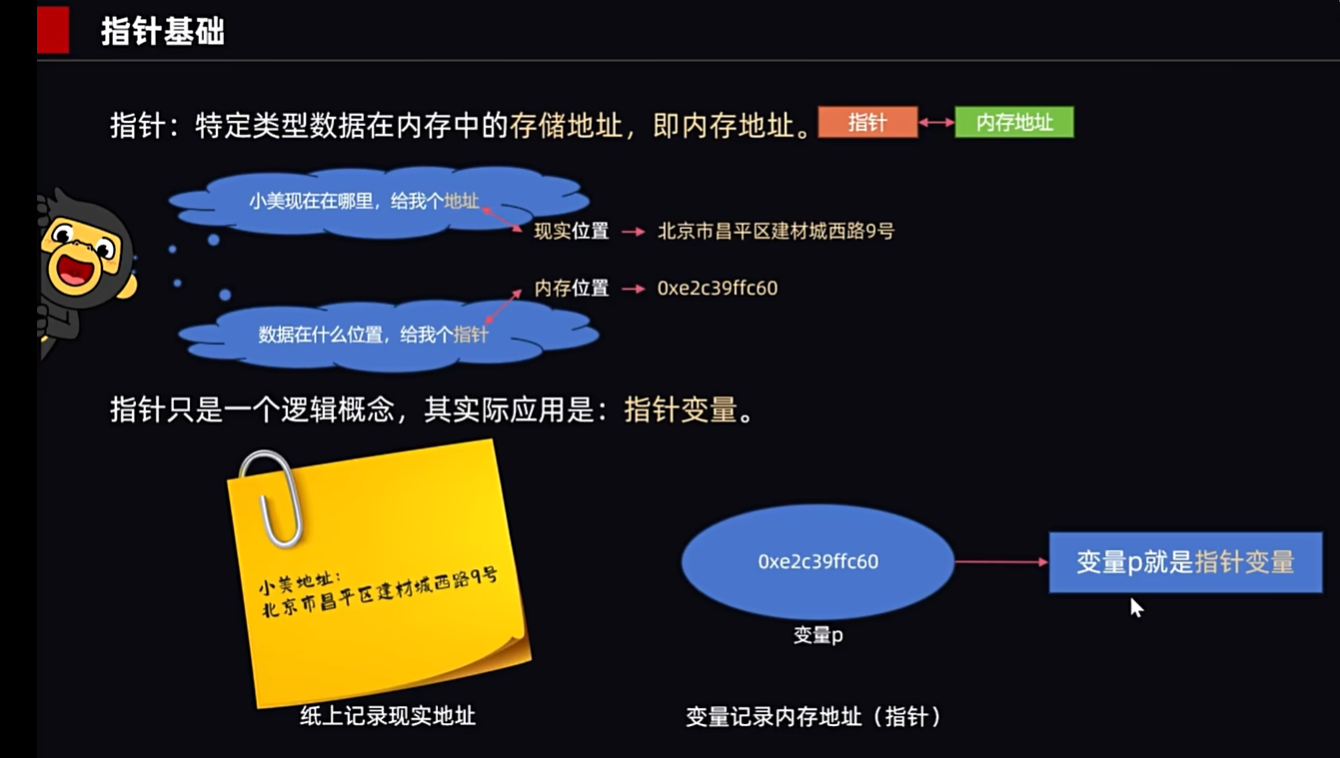 指针基础
指针：特定类型数据在内存中的存储地址，即内存地址。
指针
内存地址
小美现在在哪里，给我个地址
现实位置
北京市昌平区建材城西路9号
内存位置
0xe2c39ffc60
数据在什么位置，给我个指针
指针只是一个逻辑概念，其实际应用是：指针变量。
小美地址：
北京市昌平区建材城西路9号
纸上记录现实地址
0xe2c39ffc60
变量p
变量p就是指针变量
变量记录内存地址（指针）